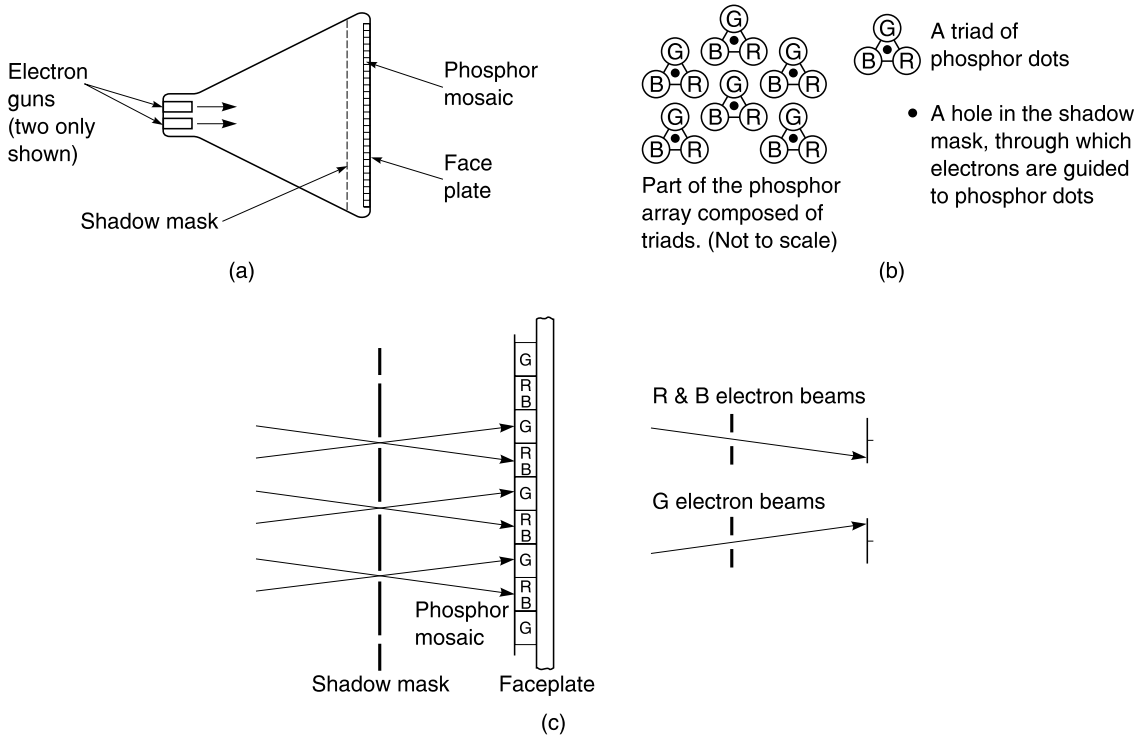 Electron
guns
(two only
shown)
Phosphor
mosaic
Face
plate
Shadow mask
(a)
G
B R
G
B R
G
B R
G
B R
G
B R
G
B R
Part of the phosphor
array composed of
triads. (Not to scale)
G
B R
A triad of
phosphor dots
A hole in the shadow
mask, through which
electrons are guided
to phosphor dots
(b)
G
R
B
G
R
B
G
R
B
G
R
B
G
Phosphor
mosaic
Shadow mask
Faceplate
R & B electron beams
G electron beams
(c)